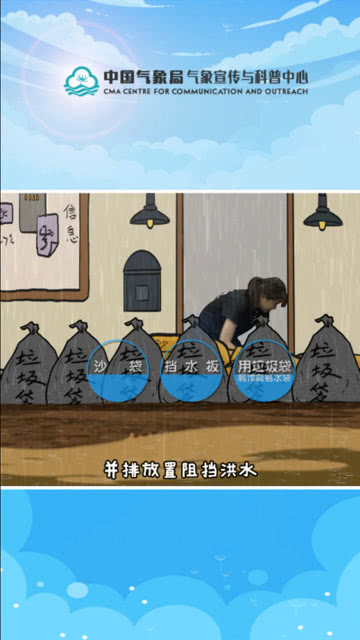 中国气象局 气象宣传与科普中心
CMA CENTRE FOR COMMUNICATION AND OUTREACH
信息
沙袋
挡水板
用垃圾袋
制作简易水袋
垃圾袋
垃圾袋
垃圾袋
垃圾袋
垃圾袋
垃圾袋
并排放置阻挡洪水